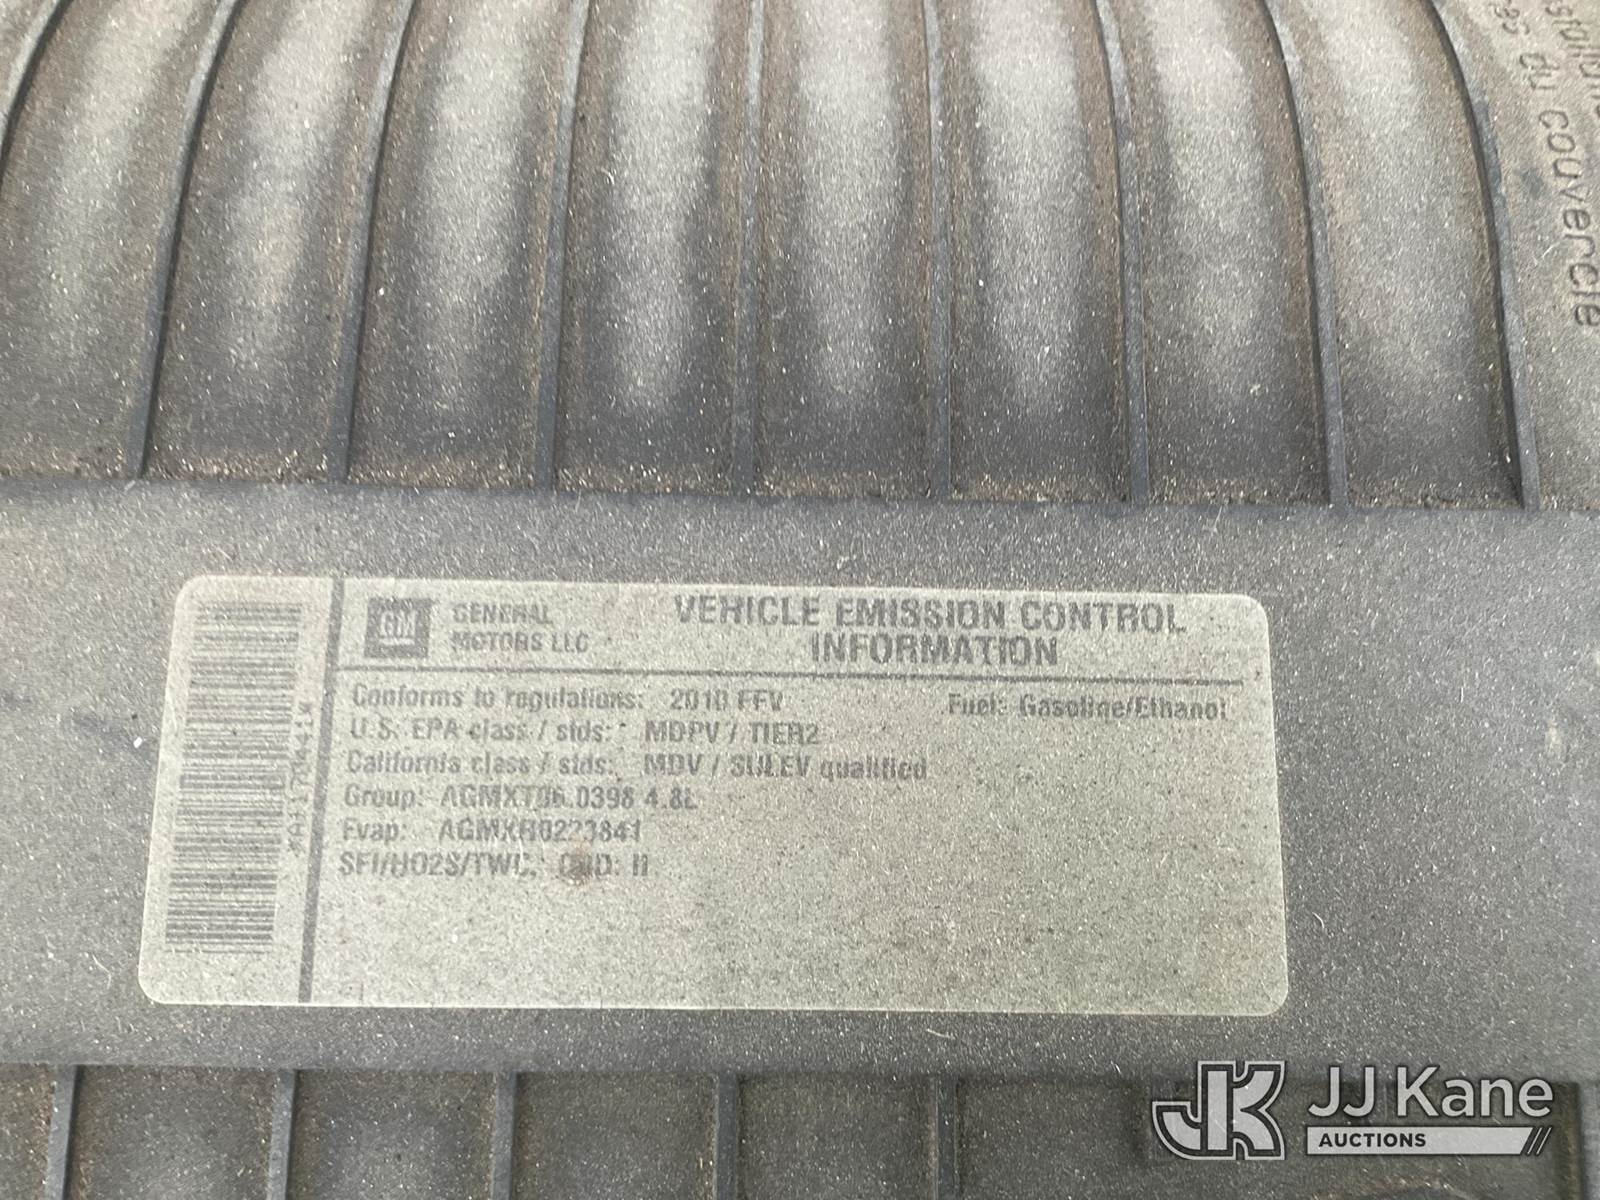 du couvercle
GM
GENERAL
MOTORS LLC
VEHICLE EMISSION CONTROL
INFORMATION
Conforms to regulations: 2010 FFV Fuel: Gasoline/Ethanol
U.S. EPA class / stds: MDPV / TIER2
California class / stds: MDV / SULEV qualified
Group: AGMXT06.0398 4.8L
Evap: AGMXR0223841
SFI/HO2S/TWC, OBD: II
JK JJ Kane
AUCTIONS